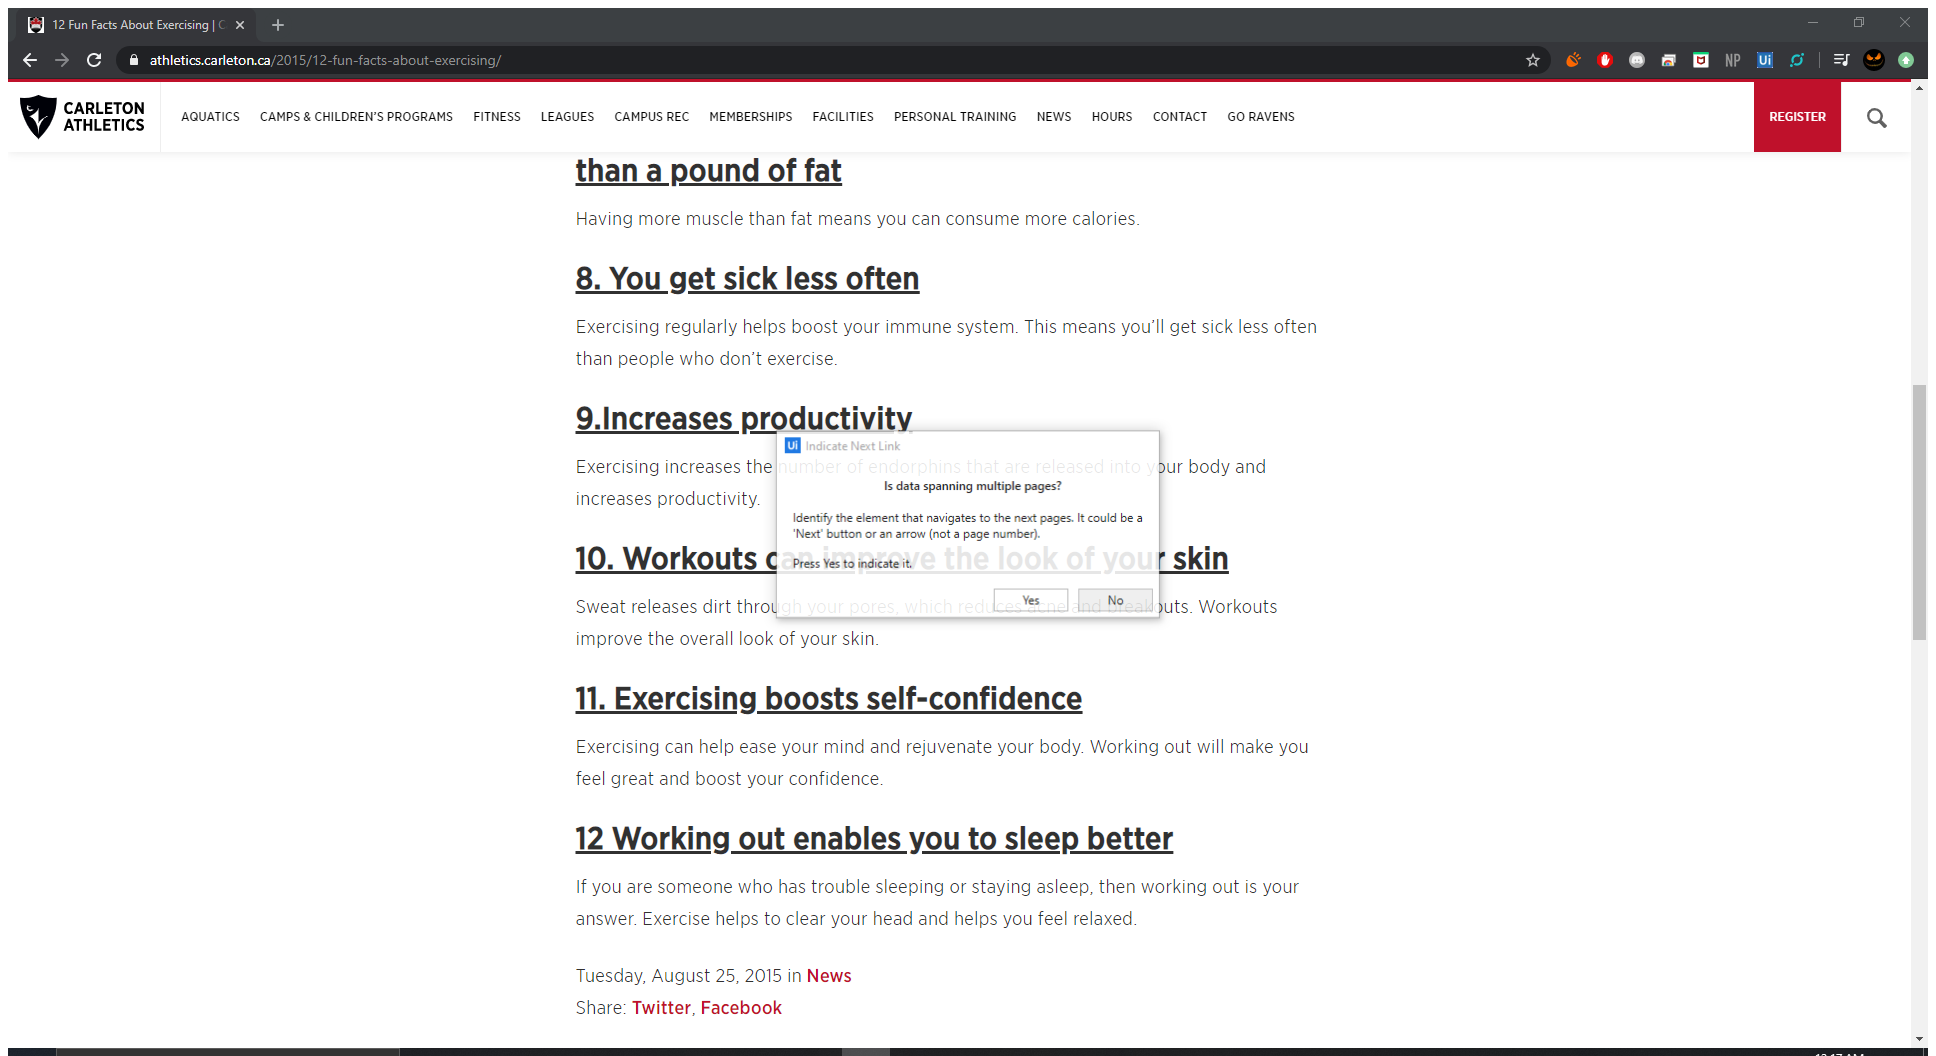 12 Fun Facts About Exercising | C
athletics.carleton.ca/2015/12-fun-facts-about-exercising/
NP
Ui
CARLETON
ATHLETICS
AQUATICS CAMPS & CHILDREN'S PROGRAMS FITNESS LEAGUES CAMPUS REC MEMBERSHIPS FACILITIES PERSONAL TRAINING NEWS HOURS CONTACT GO RAVENS
REGISTER
than a pound of fat
Having more muscle than fat means you can consume more calories.
8. You get sick less often
Exercising regularly helps boost your immune system. This means you’ll get sick less often
than people who don’t exercise.
9.Increases productivity
Exercising increases the number of endorphins that are released into your body and
increases productivity.
Ui Indicate Next Link
Is data spanning multiple pages?
Identify the element that navigates to the next pages. It could be a
'Next' button or an arrow (not a page number).
Press Yes to indicate it.
Yes No
10. Workouts can improve the look of your skin
Sweat releases dirt through your pores, which reduces acne and breakouts. Workouts
improve the overall look of your skin.
11. Exercising boosts self-confidence
Exercising can help ease your mind and rejuvenate your body. Working out will make you
feel great and boost your confidence.
12 Working out enables you to sleep better
If you are someone who has trouble sleeping or staying asleep, then working out is your
answer. Exercise helps to clear your head and helps you feel relaxed.
Tuesday, August 25, 2015 in News
Share: Twitter, Facebook